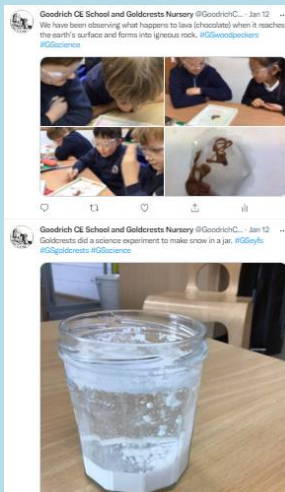 Goodrich CE School and Goldcrests Nursery @GoodrichC... · Jan 12 ...
We have been observing what happens to lava (chocolate) when it reaches
the earth's surface and forms into igneous rock. #GSwoodpeckers
#GSscience
Goodrich CE School and Goldcrests Nursery @GoodrichC... · Jan 12 ...
Goldcrests did a science experiment to make snow in a jar. #GSeyfs
#GSgoldcrests #GSscience